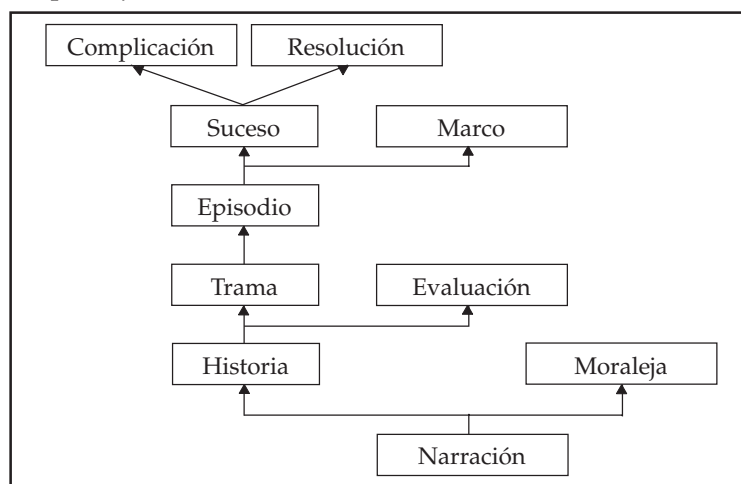 Complicación
Resolución
Suceso
Marco
Episodio
Trama
Evaluación
Historia
Moraleja
Narración